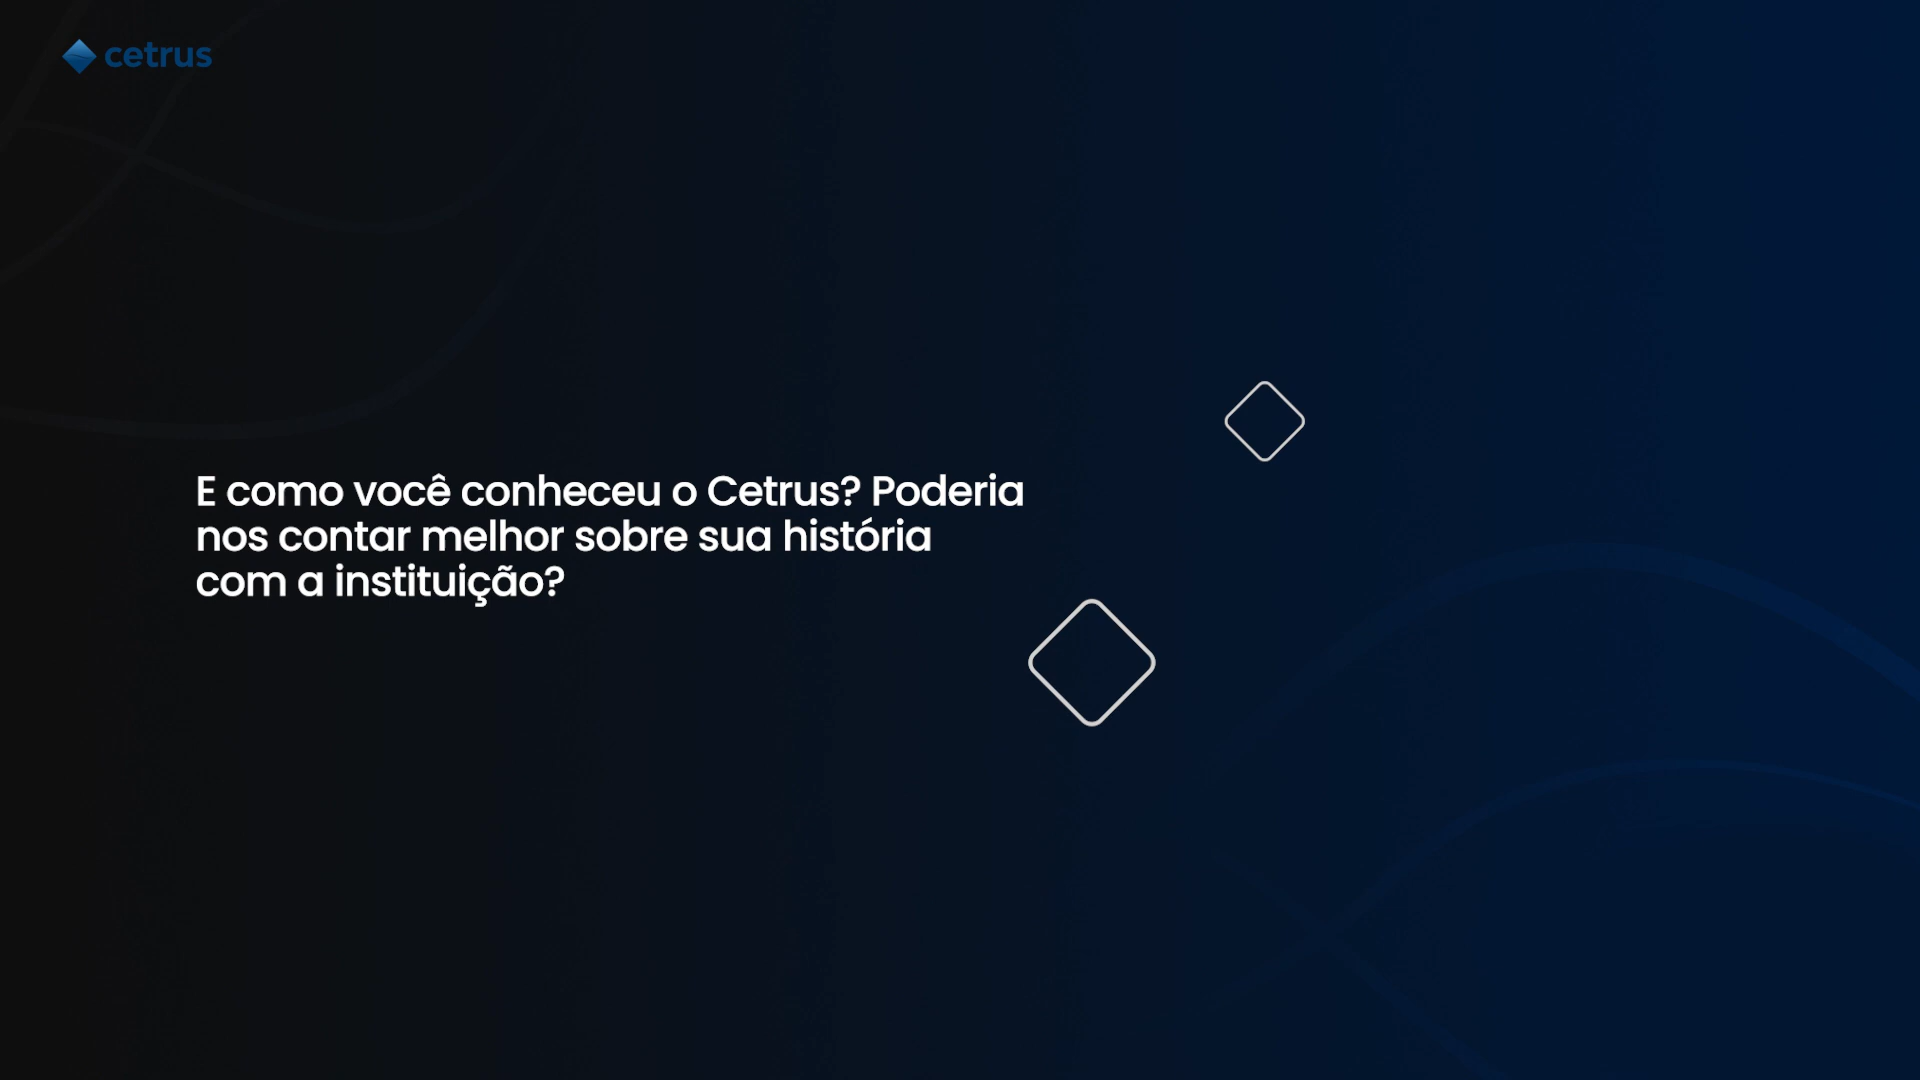 cetrus
E como você conheceu o Cetrus? Poderia
nos contar melhor sobre sua história
com a instituição?